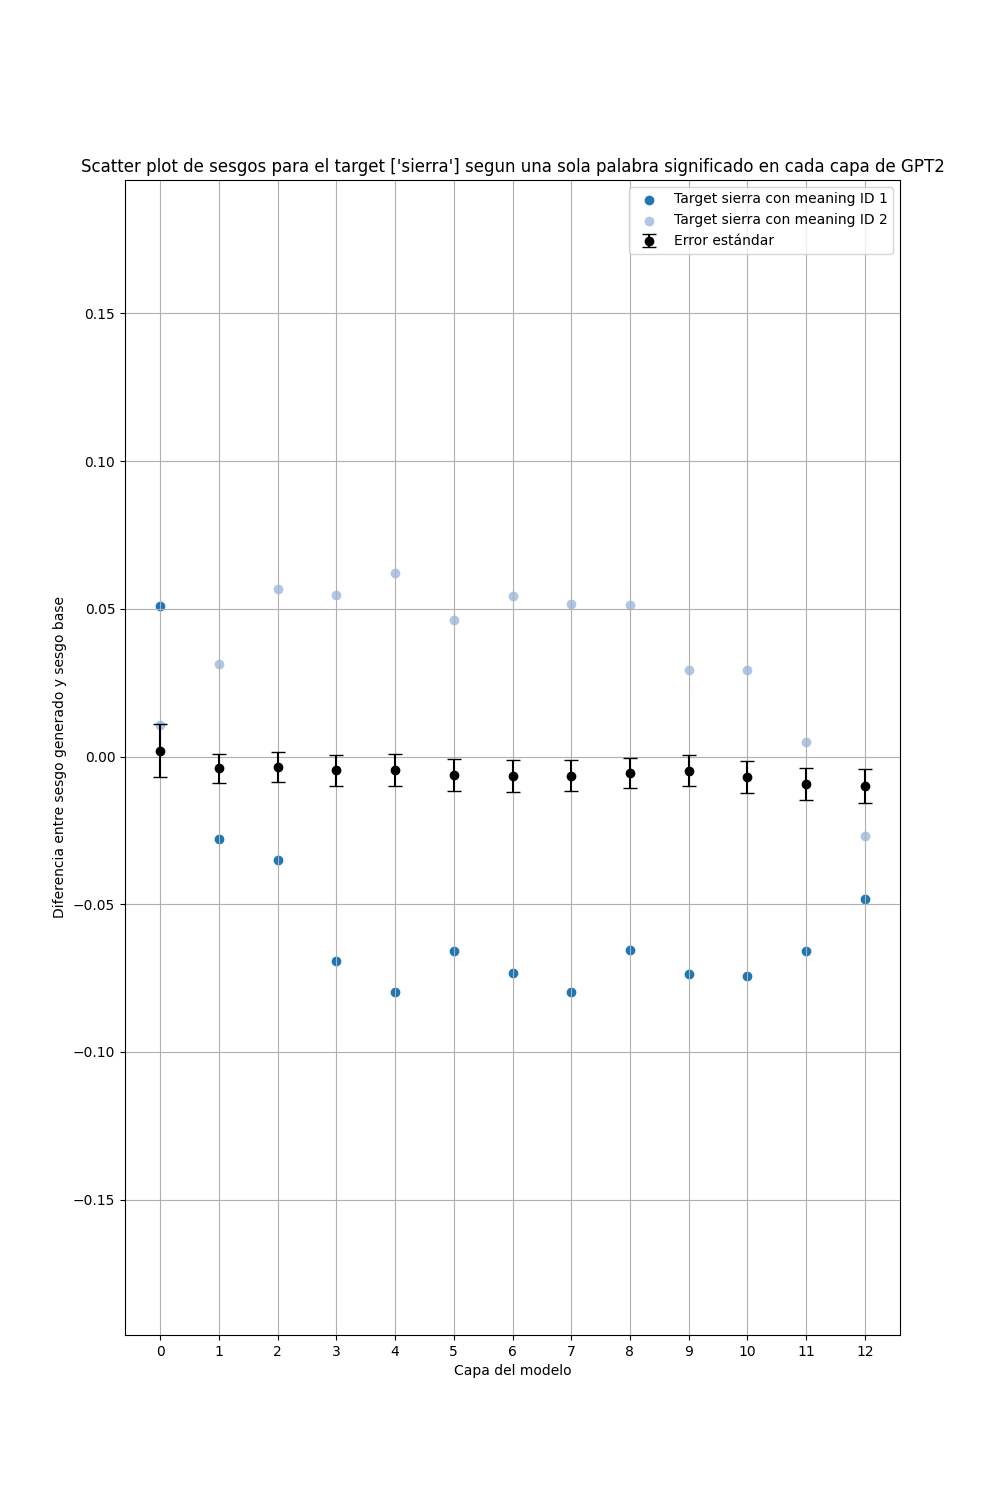 Scatter plot de sesgos para el target ['sierra'] segun una sola palabra significado en cada capa de GPT2
Target sierra con meaning ID 1
Target sierra con meaning ID 2
Error estándar
0.15
0.10
0.05
0.00
−0.05
−0.10
−0.15
Diferencia entre sesgo generado y sesgo base
0 1 2 3 4 5 6 7 8 9 10 11 12
Capa del modelo